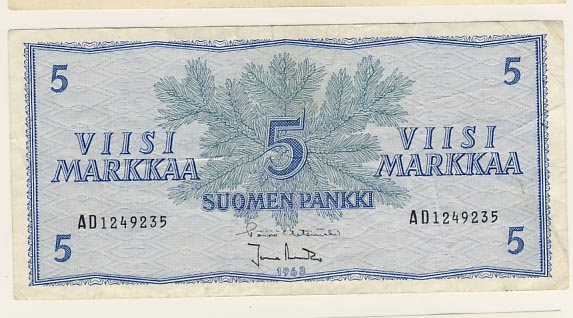 5 5
VIISI 5 VIISI
MARKKAA MARKKAA
SUOMEN PANKKI
AD1249235 AD1249235
5 5
1963